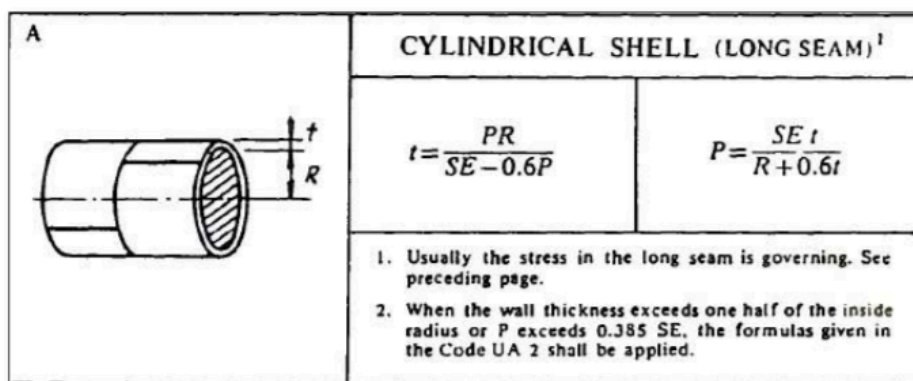 A
CYLINDRICAL SHELL (LONG SEAM)¹
t
R
t = PR / SE − 0.6P
P = SE t / R + 0.6t
1. Usually the stress in the long seam is governing. See
preceding page.
2. When the wall thickness exceeds one half of the inside
radius or P exceeds 0.385 SE, the formulas given in
the Code UA 2 shall be applied.